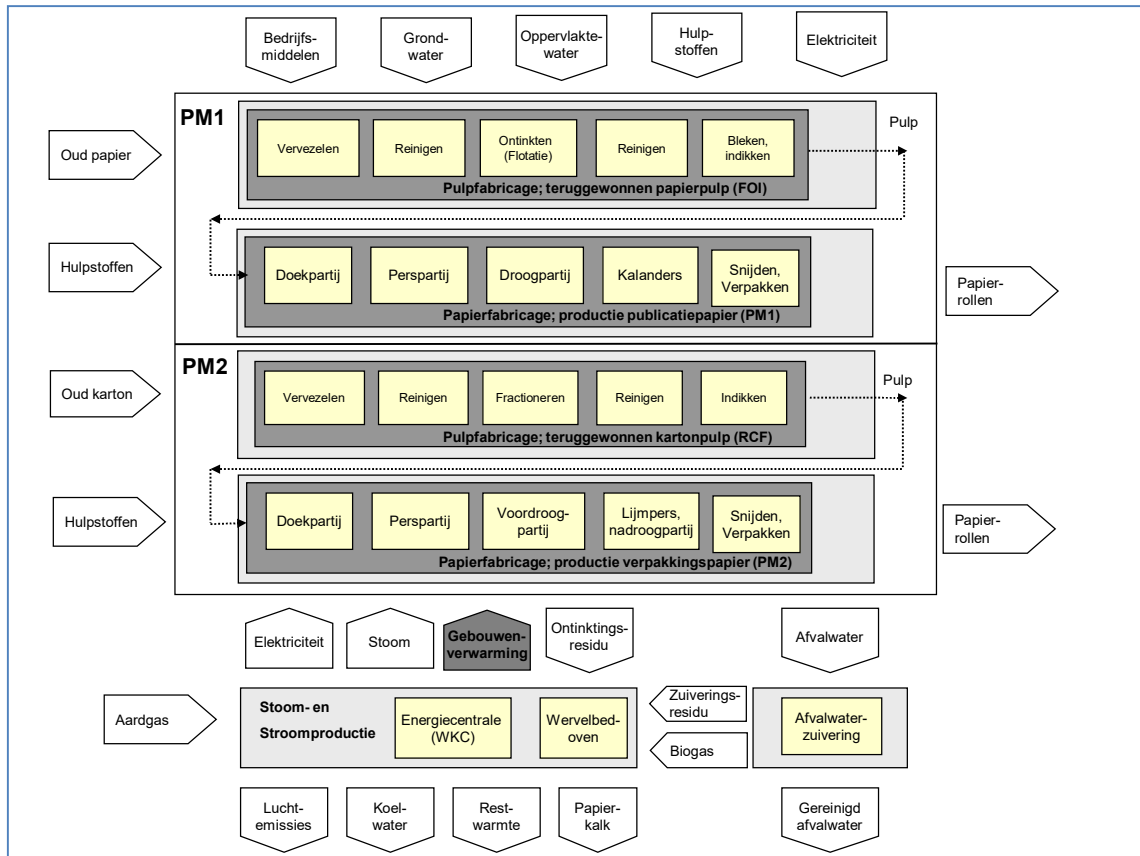 Bedrijfs-
middelen
Grond-
water
Oppervlakte-
water
Hulp-
stoffen
Elektriciteit
PM1
Oud papier
Vervezelen
Reinigen
Ontinkten
(Flotatie)
Reinigen
Bleken,
indikken
Pulp
Pulpfabricage; teruggewonnen papierpulp (FOI)
Hulpstoffen
Doekpartij
Perspartij
Droogpartij
Kalanders
Snijden,
Verpakken
Papier-
rollen
Papierfabricage; productie publicatiepapier (PM1)
PM2
Oud karton
Vervezelen
Reinigen
Fractioneren
Reinigen
Indikken
Pulp
Pulpfabricage; teruggewonnen kartonpulp (RCF)
Hulpstoffen
Doekpartij
Perspartij
Voordroog-
partij
Lijmpers,
nadroogpartij
Snijden,
Verpakken
Papier-
rollen
Papierfabricage; productie verpakkingspapier (PM2)
Elektriciteit
Stoom
Gebouwen-
verwarming
Ontinktings-
residu
Afvalwater
Aardgas
Stoom- en
Stroomproductie
Energiecentrale
(WKC)
Wervelbed-
oven
Zuiverings-
residu
Biogas
Afvalwater-
zuivering
Lucht-
emissies
Koel-
water
Rest-
warmte
Papier-
kalk
Gereinigd
afvalwater